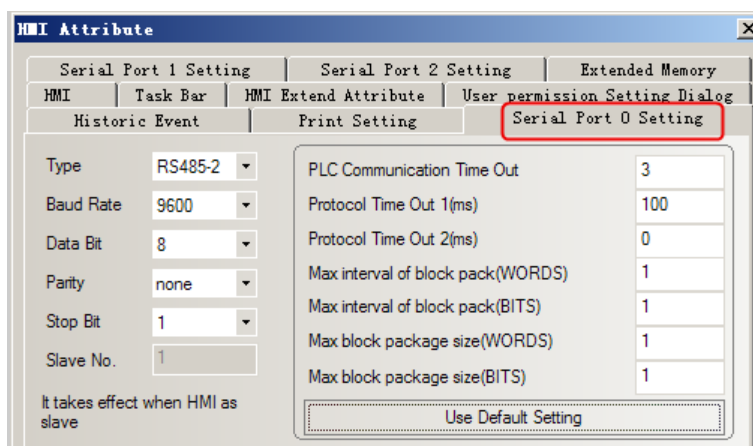 HMI Attribute
Serial Port 1 Setting
Serial Port 2 Setting
Extended Memory
HMI
Task Bar
HMI Extend Attribute
User permission Setting Dialog
Historic Event
Print Setting
Serial Port 0 Setting
Type RS485-2
Baud Rate 9600
Data Bit 8
Parity none
Stop Bit 1
Slave No. 1
It takes effect when HMI as
slave
PLC Communication Time Out 3
Protocol Time Out 1(ms) 100
Protocol Time Out 2(ms) 0
Max interval of block pack(WORDS) 1
Max interval of block pack(BITS) 1
Max block package size(WORDS) 1
Max block package size(BITS) 1
Use Default Setting